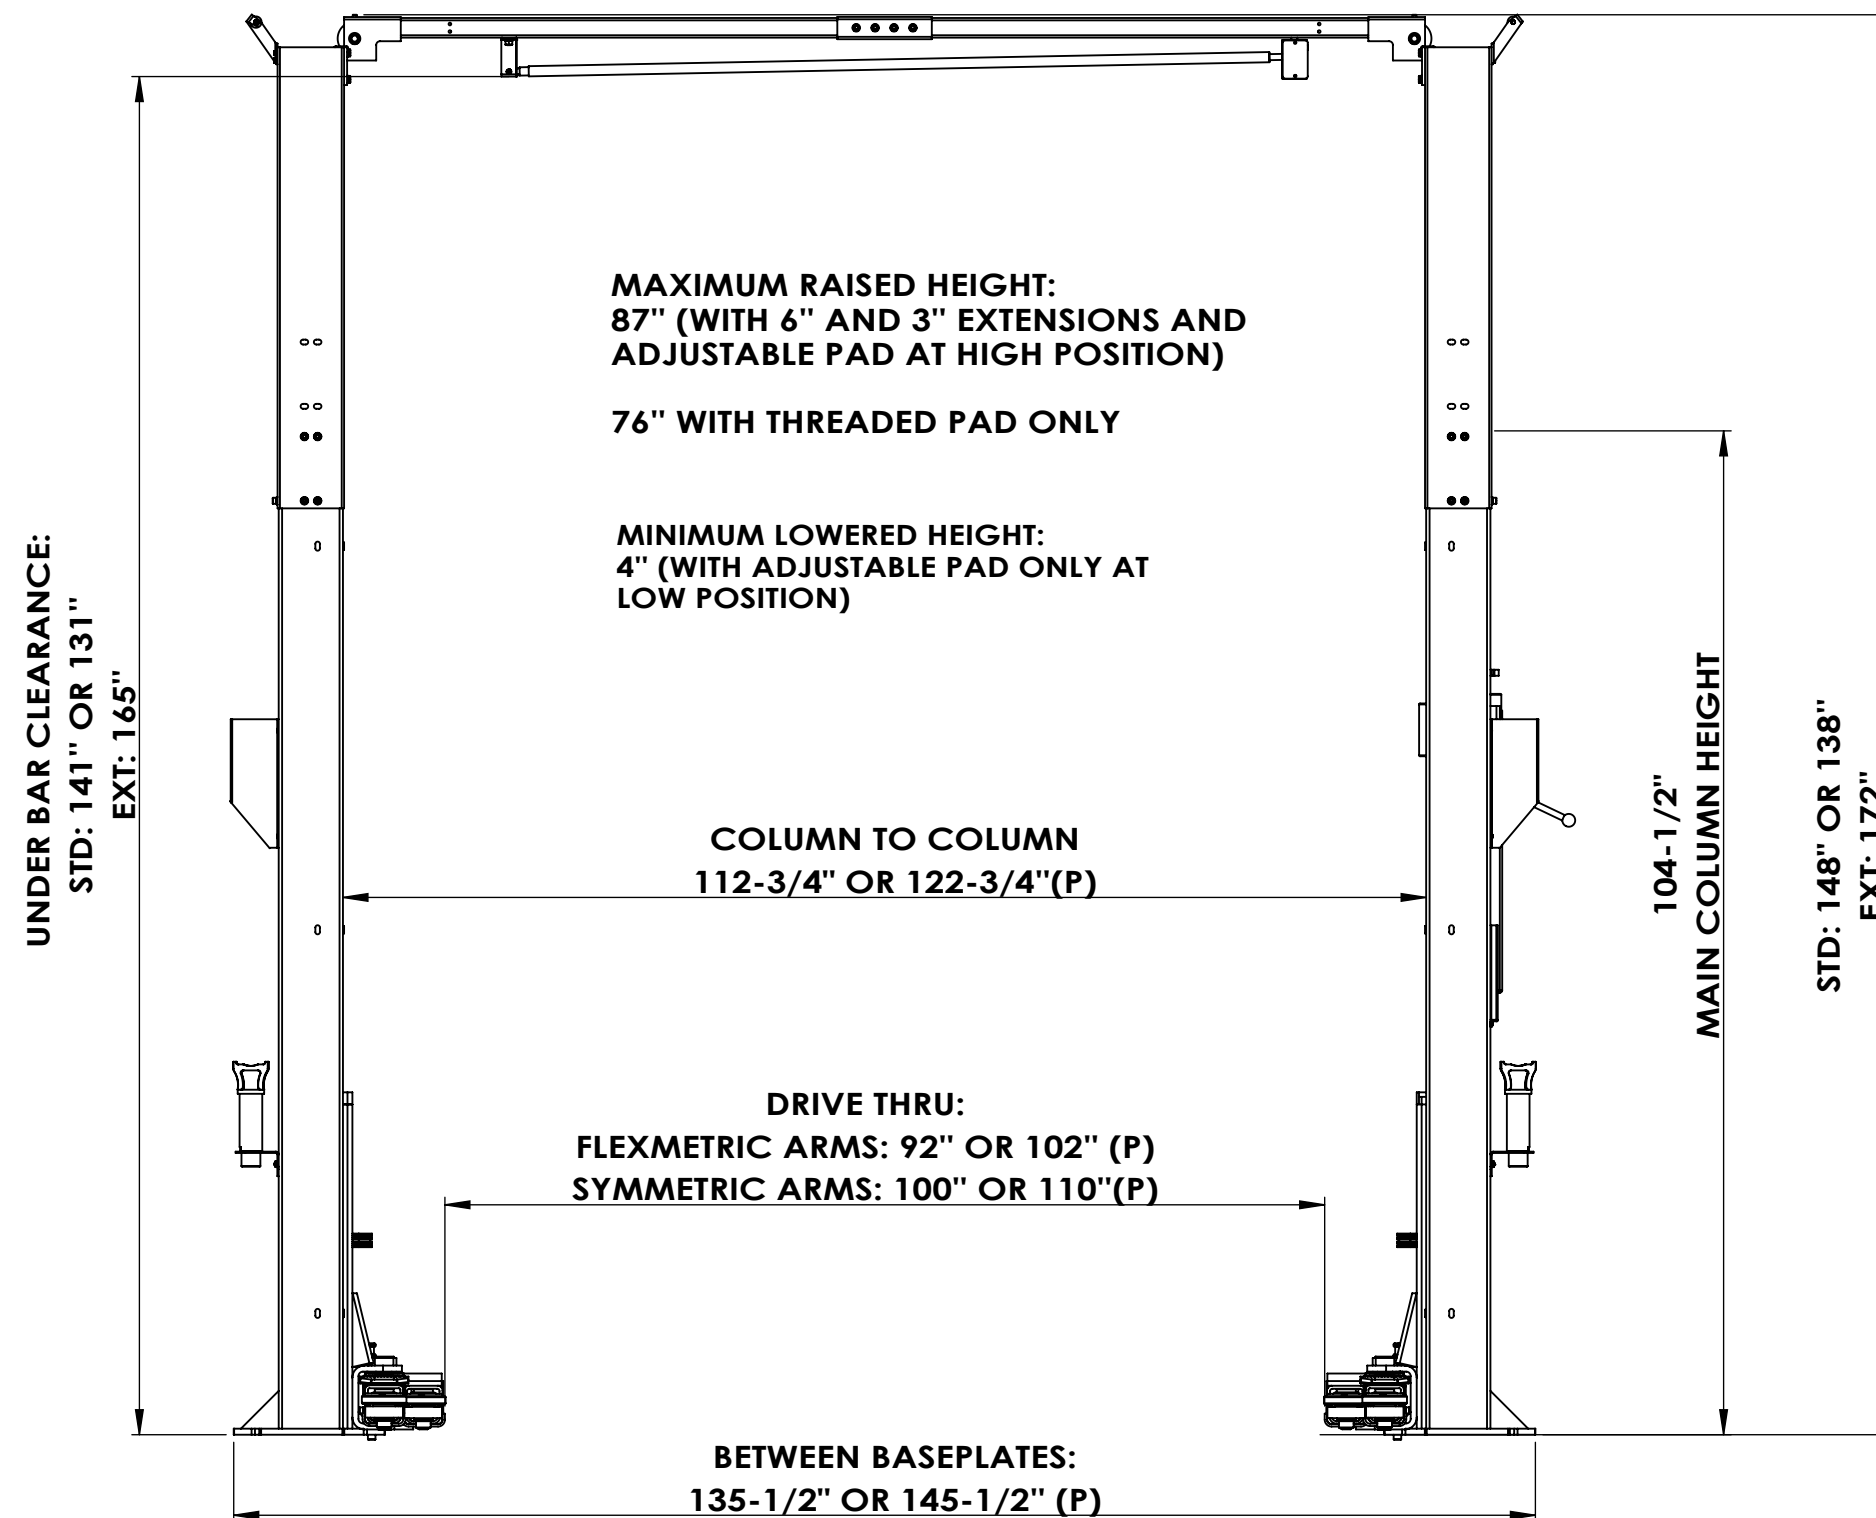 MAXIMUM RAISED HEIGHT:
87" (WITH 6" AND 3" EXTENSIONS AND
ADJUSTABLE PAD AT HIGH POSITION)
76" WITH THREADED PAD ONLY
MINIMUM LOWERED HEIGHT:
4" (WITH ADJUSTABLE PAD ONLY AT
LOW POSITION)
UNDER BAR CLEARANCE:
STD: 141" OR 131"
EXT: 165"
COLUMN TO COLUMN
112-3/4" OR 122-3/4"(P)
104-1/2"
MAIN COLUMN HEIGHT
STD: 148" OR 138"
EXT: 172"
DRIVE THRU:
FLEXMETRIC ARMS: 92" OR 102" (P)
SYMMETRIC ARMS: 100" OR 110"(P)
BETWEEN BASEPLATES:
135-1/2" OR 145-1/2" (P)